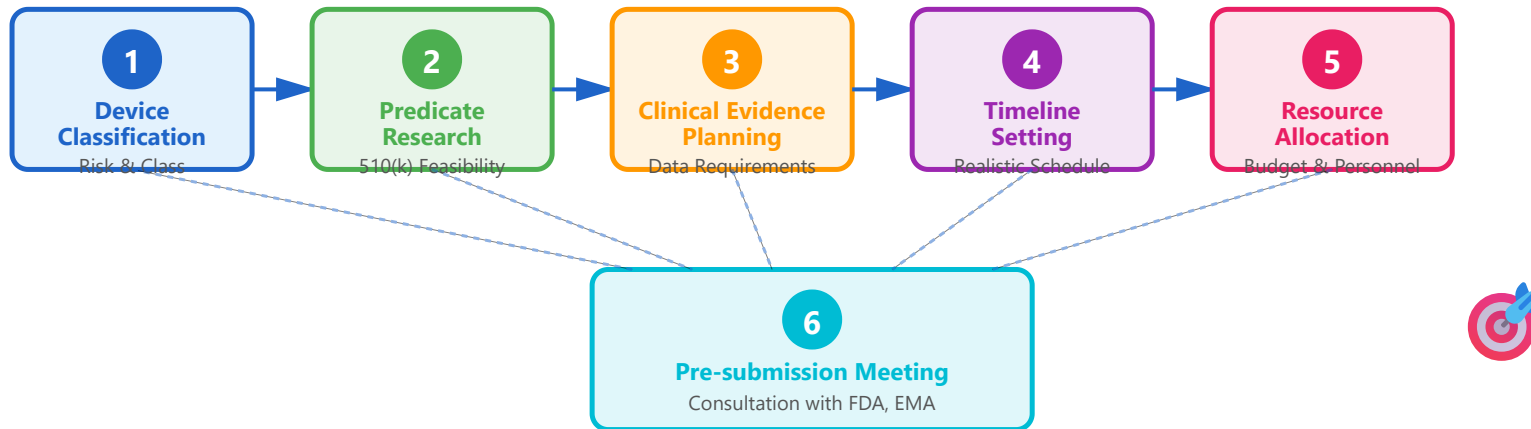 1
Device
Classification
Risk & Class
2
Predicate
Research
510(k) Feasibility
3
Clinical Evidence
Planning
Data Requirements
4
Timeline
Setting
Realistic Schedule
5
Resource
Allocation
Budget & Personnel
6
Pre-submission Meeting
Consultation with FDA, EMA